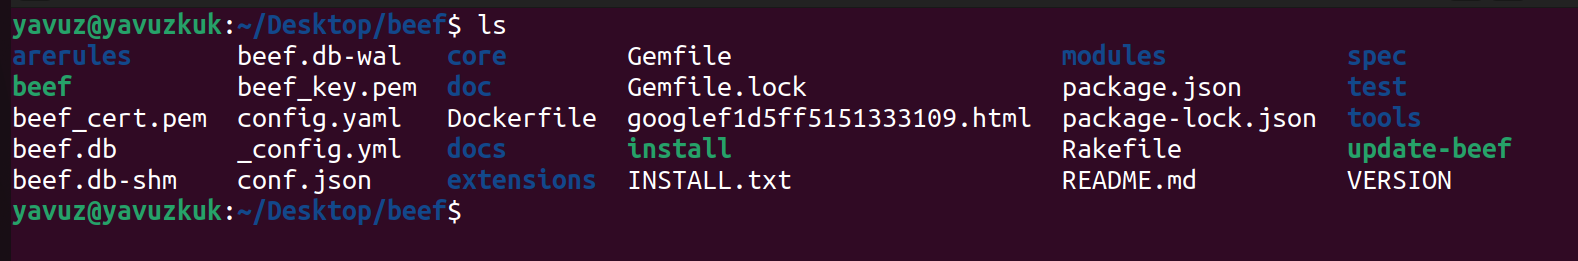 yavuz@yavuzkuk:~/Desktop/beef$ ls
arerules beef.db-wal core Gemfile modules spec
beef beef_key.pem doc Gemfile.lock package.json test
beef_cert.pem config.yaml Dockerfile googlef1d5ff5151333109.html package-lock.json tools
beef.db _config.yml docs install Rakefile update-beef
beef.db-shm conf.json extensions INSTALL.txt README.md VERSION
yavuz@yavuzkuk:~/Desktop/beef$